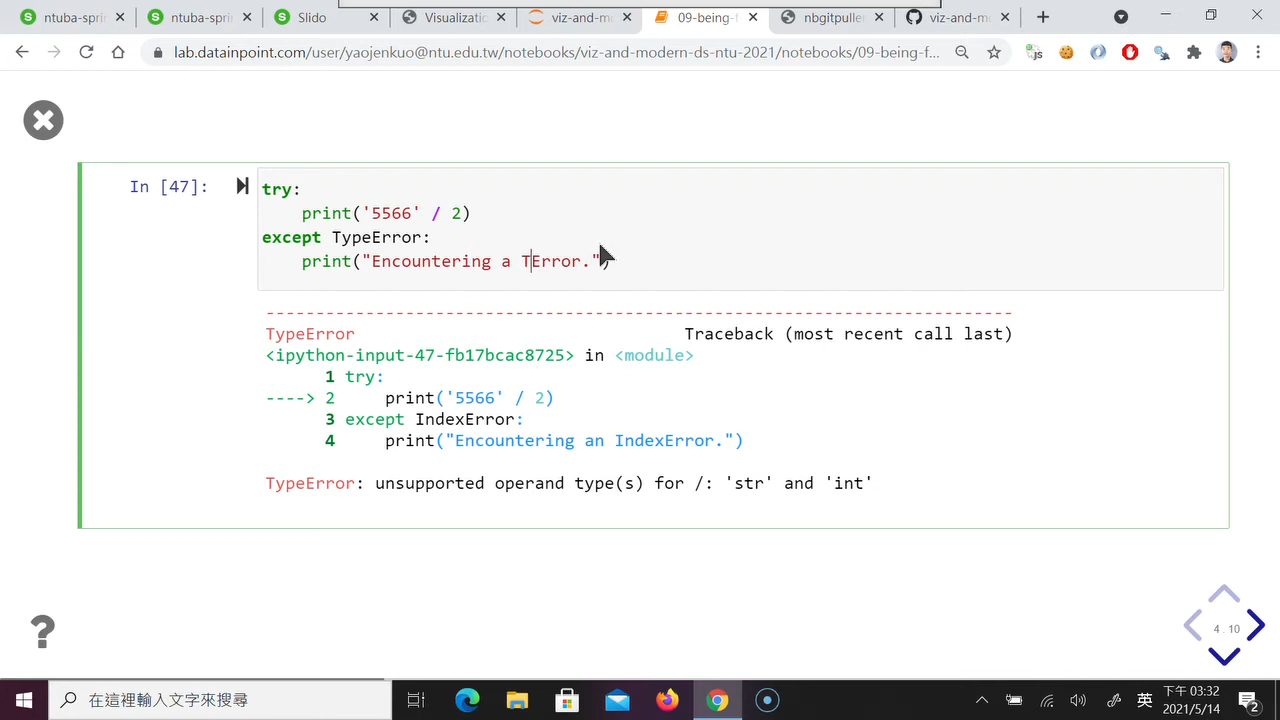 ntuba-spri
ntuba-sprin
Slido
Visualizatio
viz-and-mo
09-being-f
nbgitpuller
viz-and-mo
lab.datainpoint.com/user/yaojenkuo@ntu.edu.tw/notebooks/viz-and-modern-ds-ntu-2021/notebooks/09-being-f...
In [47]:
try:
print('5566' / 2)
except TypeError:
print("Encountering a TError.")
TypeError Traceback (most recent call last)
<ipython-input-47-fb17bcac8725> in <module>
1 try:
----> 2 print('5566' / 2)
3 except IndexError:
4 print("Encountering an IndexError.")
TypeError: unsupported operand type(s) for /: 'str' and 'int'
4 . 10
在這裡輸入文字來搜尋
英
下午 03:32
2021/5/14
2